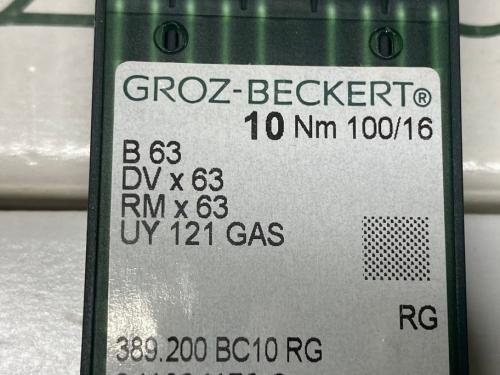 GROZ-BECKERT®
10 Nm 100/16
B 63
DV x 63
RM x 63
UY 121 GAS
RG
389.200 BC10 RG